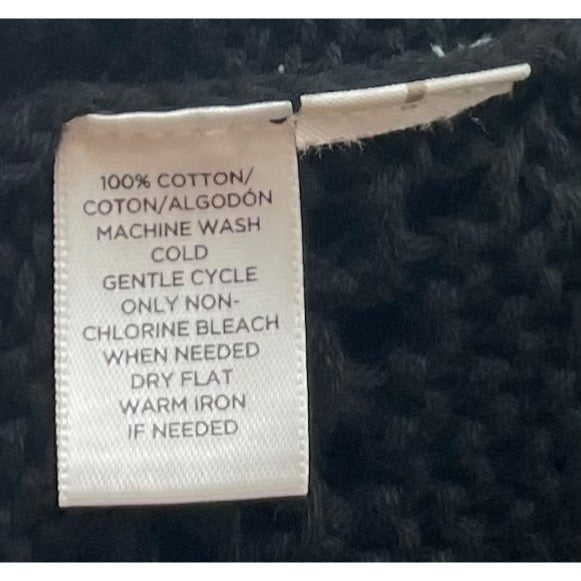 100% COTTON/
COTON/ALGODÓN
MACHINE WASH
COLD
GENTLE CYCLE
ONLY NON-
CHLORINE BLEACH
WHEN NEEDED
DRY FLAT
WARM IRON
IF NEEDED